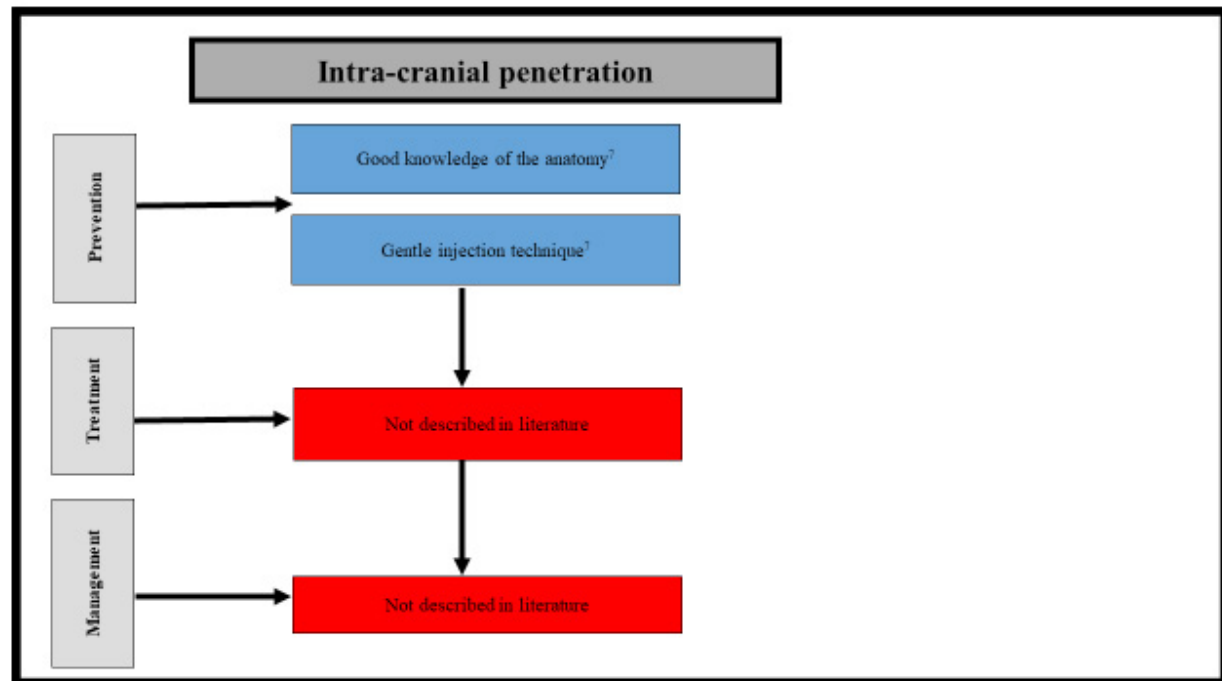 Intra-cranial penetration
Prevention
Good knowledge of the anatomy⁷
Gentle injection technique⁷
Treatment
Not described in literature
Management
Not described in literature